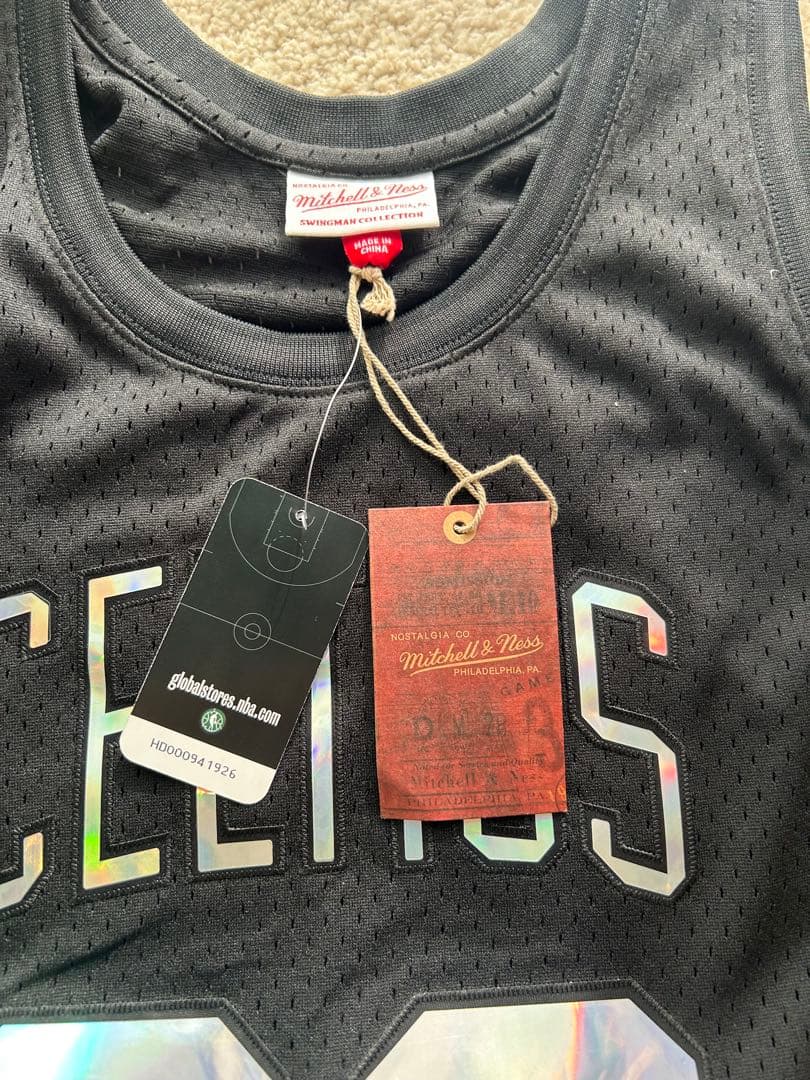 NOSTALGIA CO.
Mitchell & Ness
PHILADELPHIA, PA.
SWINGMAN COLLECTION
MADE IN
CHINA
globalstores.nba.com
HD000941926
NOSTALGIA CO.
Mitchell & Ness
PHILADELPHIA, PA.
GAME
Mitchell & Ness
PHILADELPHIA, PA
CELTICS